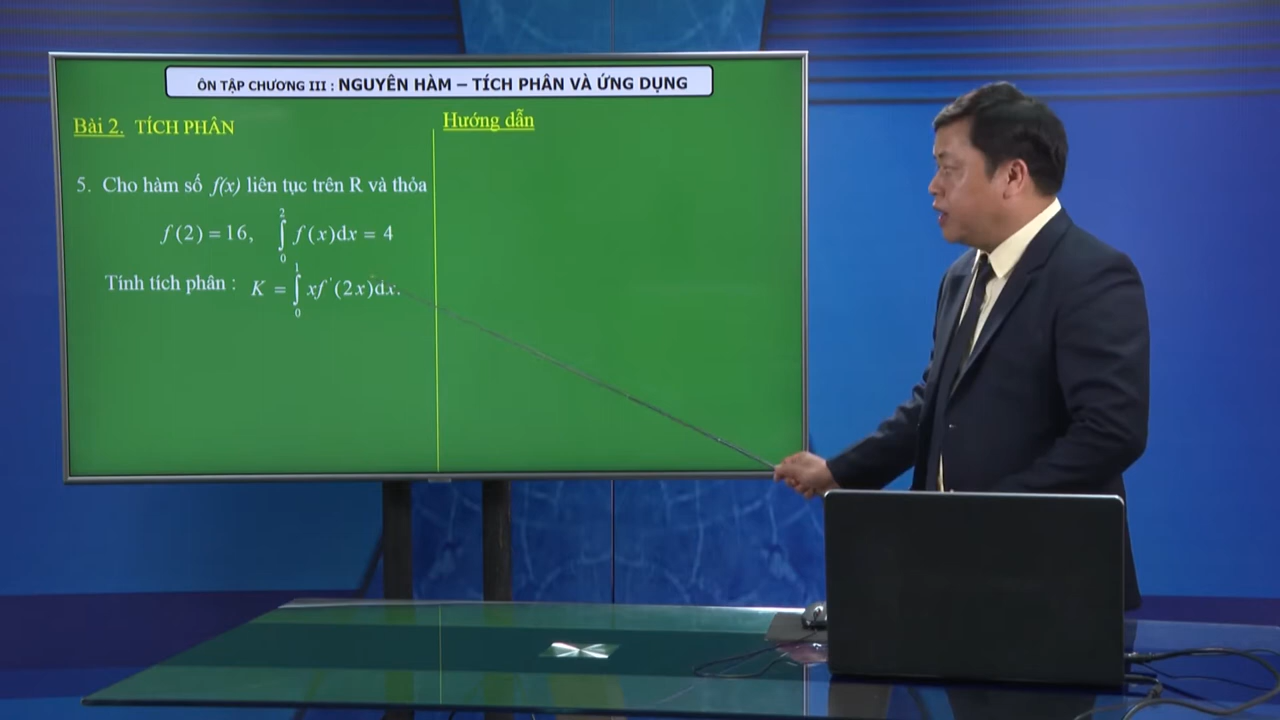 ÔN TẬP CHƯƠNG III : NGUYÊN HÀM – TÍCH PHÂN VÀ ỨNG DỤNG
Bài 2. TÍCH PHÂN
5. Cho hàm số f(x) liên tục trên R và thỏa
f(2) = 16, ∫₀² f(x)dx = 4
Tính tích phân : K = ∫₀¹ xf '(2x)dx.
Hướng dẫn